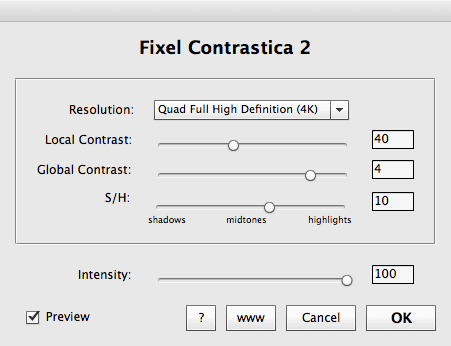 Fixel Contrastica 2
Resolution: Quad Full High Definition (4K)
Local Contrast: 40
Global Contrast: 4
S/H: 10
shadows midtones highlights
Intensity: 100
Preview ? www Cancel OK